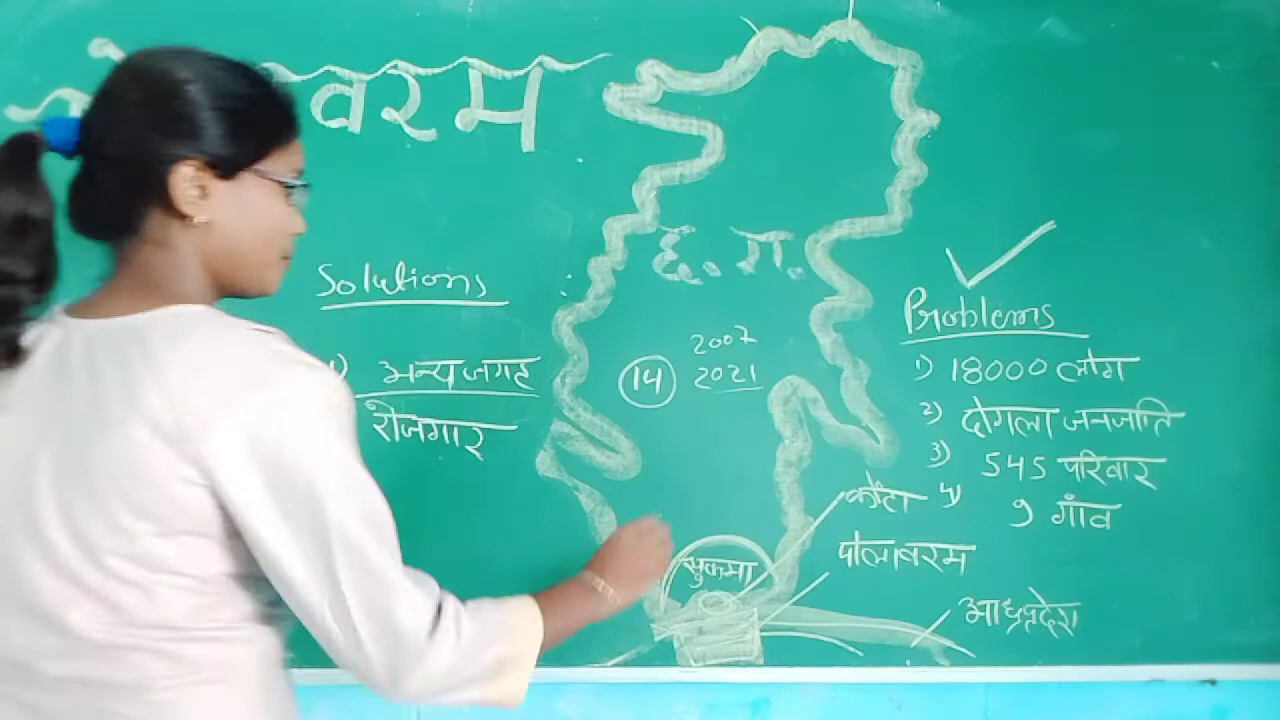 वरम
छ. ग.
Solutions
1) अन्य जगह
रोजगार
2007
2021
14
Problems
1) 18000 लोग
2) दोगला जनजाति
3) 545 परिवार
4) 9 गांव
कोंटा
सुकमा
पोलावरम
आंध्रप्रदेश